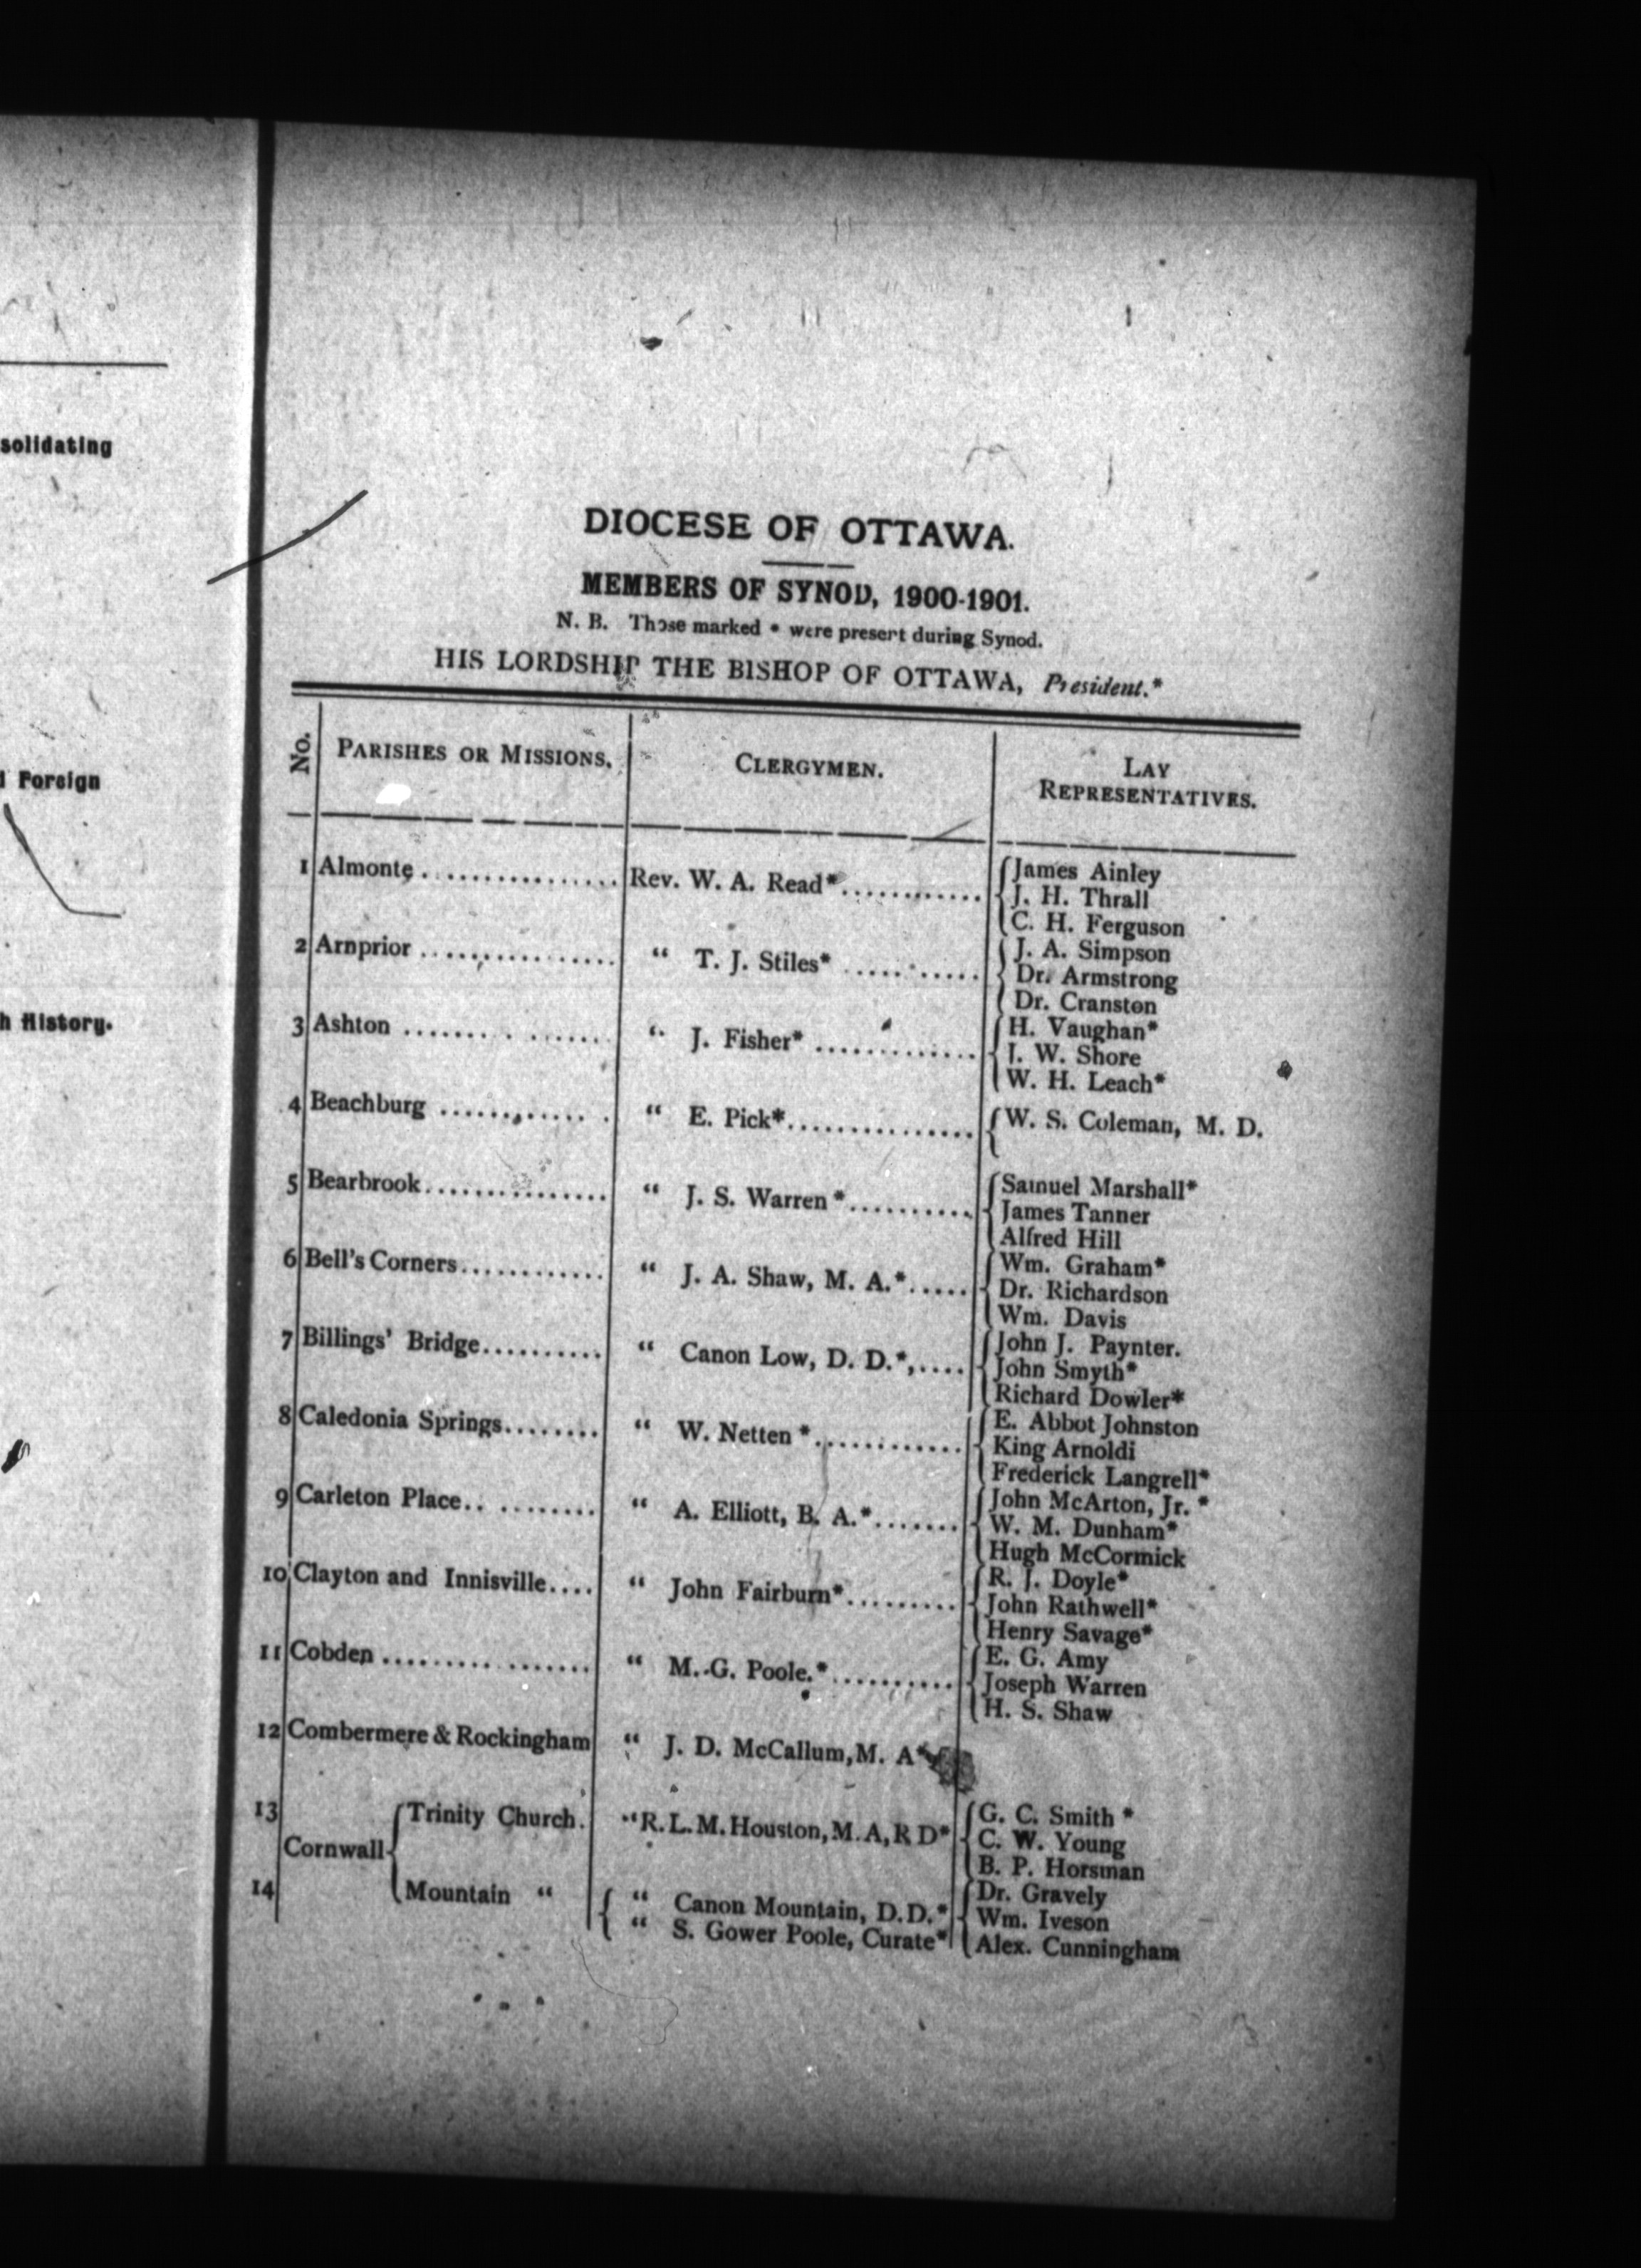 solidating
Foreign
History.
DIOCESE OF OTTAWA.
MEMBERS OF SYNOD, 1900-1901.
N. B. Those marked * were present during Synod.
HIS LORDSHIP THE BISHOP OF OTTAWA, President.*
No. PARISHES OR MISSIONS. CLERGYMEN. LAY REPRESENTATIVES.
1 Almonte ................ Rev. W. A. Read*............ { James Ainley
J. H. Thrall
C. H. Ferguson
2 Arnprior ................ “ T. J. Stiles* ........... { J. A. Simpson
Dr. Armstrong
Dr. Cranston
3 Ashton ................ “ J. Fisher* ............. { H. Vaughan*
J. W. Shore
W. H. Leach*
4 Beachburg ............. “ E. Pick*............... { W. S. Coleman, M. D.
5 Bearbrook............... “ J. S. Warren*.......... { Samuel Marshall*
James Tanner
Alfred Hill
6 Bell's Corners............ “ J. A. Shaw, M. A.*..... { Wm. Graham*
Dr. Richardson
Wm. Davis
7 Billings' Bridge.......... “ Canon Low, D. D.*,.... { John J. Paynter.
John Smyth*
Richard Dowler*
8 Caledonia Springs........ “ W. Netten *............ { E. Abbot Johnston
King Arnoldi
Frederick Langrell*
9 Carleton Place.. ........ “ A. Elliott, B. A.*....... { John McArton, Jr. *
W. M. Dunham*
Hugh McCormick
10 Clayton and Innisville.... “ John Fairburn*......... { R. J. Doyle*
John Rathwell*
Henry Savage*
11 Cobden ................ “ M. G. Poole.*.......... { E. G. Amy
Joseph Warren
H. S. Shaw
12 Combermere & Rockingham “ J. D. McCallum, M. A*
13 Cornwall { Trinity Church. “ R. L. M. Houston, M. A, R D* { G. C. Smith *
C. W. Young
B. P. Horsman
14 Mountain “ { “ Canon Mountain, D.D.* { Dr. Gravely
“ S. Gower Poole, Curate* Wm. Iveson
Alex. Cunningham